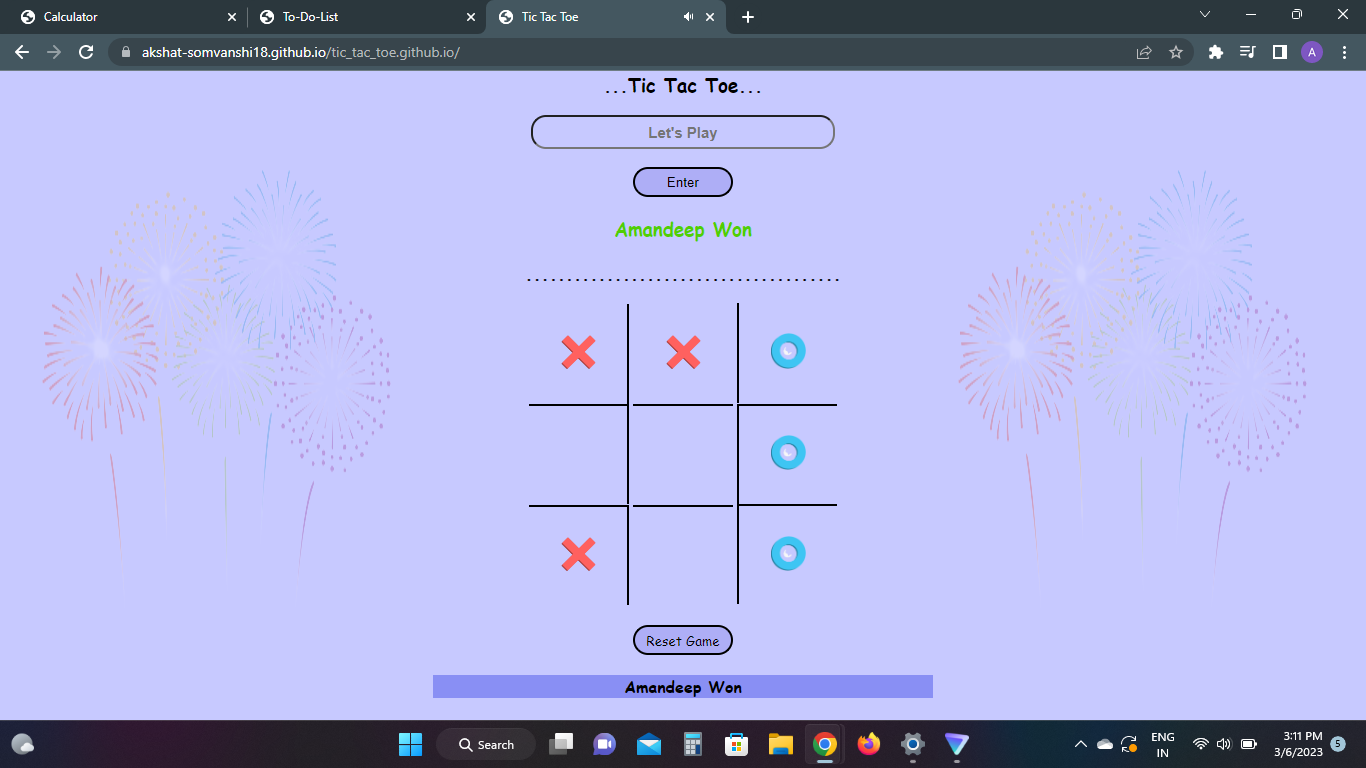 Calculator
To-Do-List
Tic Tac Toe
akshat-somvanshi18.github.io/tic_tac_toe.github.io/
A
...Tic Tac Toe...
Let's Play
Enter
Amandeep Won
Reset Game
Amandeep Won
Search
ENG
IN
3:11 PM
3/6/2023
5